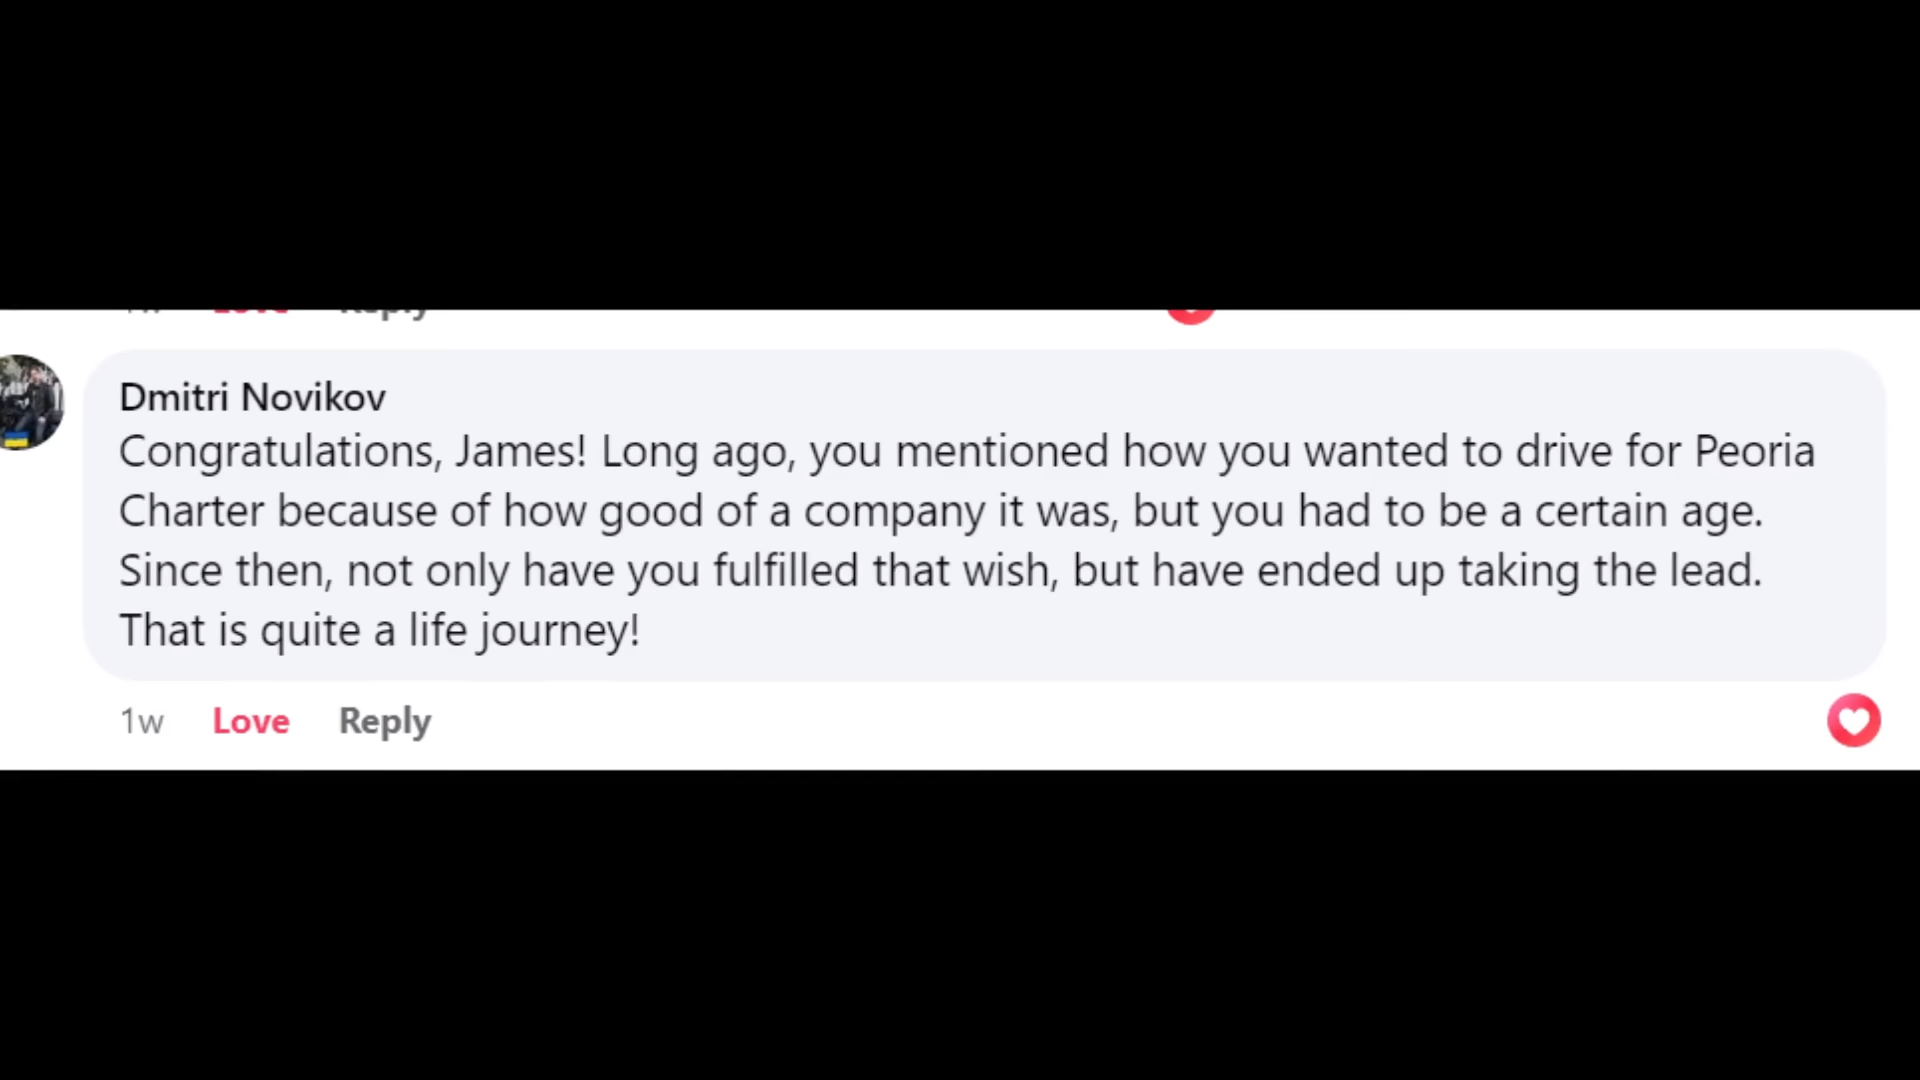 Love Reply
Dmitri Novikov
Congratulations, James! Long ago, you mentioned how you wanted to drive for Peoria
Charter because of how good of a company it was, but you had to be a certain age.
Since then, not only have you fulfilled that wish, but have ended up taking the lead.
That is quite a life journey!
1w Love Reply